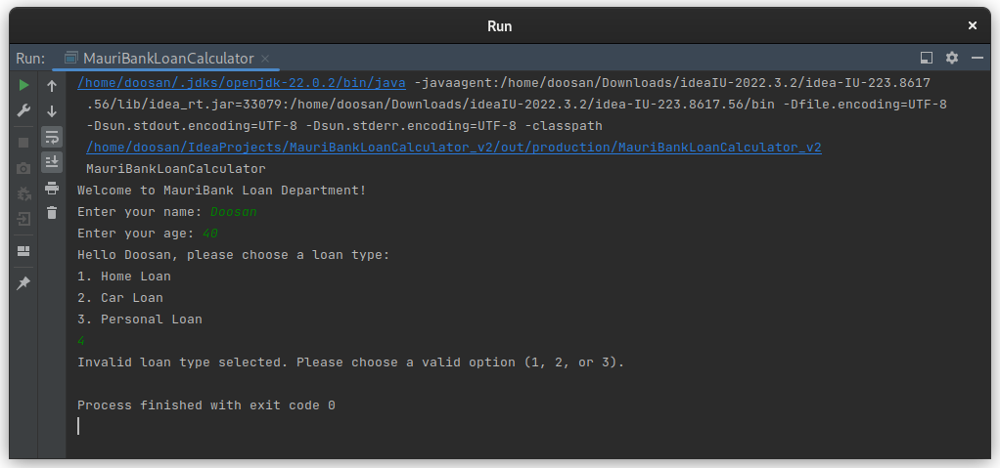 Run
Run: MauriBankLoanCalculator
/home/doosan/.jdks/openjdk-22.0.2/bin/java -javaagent:/home/doosan/Downloads/ideaIU-2022.3.2/idea-IU-223.8617
.56/lib/idea_rt.jar=33079:/home/doosan/Downloads/ideaIU-2022.3.2/idea-IU-223.8617.56/bin -Dfile.encoding=UTF-8
-Dsun.stdout.encoding=UTF-8 -Dsun.stderr.encoding=UTF-8 -classpath
/home/doosan/IdeaProjects/MauriBankLoanCalculator_v2/out/production/MauriBankLoanCalculator_v2
MauriBankLoanCalculator
Welcome to MauriBank Loan Department!
Enter your name: Doosan
Enter your age: 40
Hello Doosan, please choose a loan type:
1. Home Loan
2. Car Loan
3. Personal Loan
4
Invalid loan type selected. Please choose a valid option (1, 2, or 3).
Process finished with exit code 0